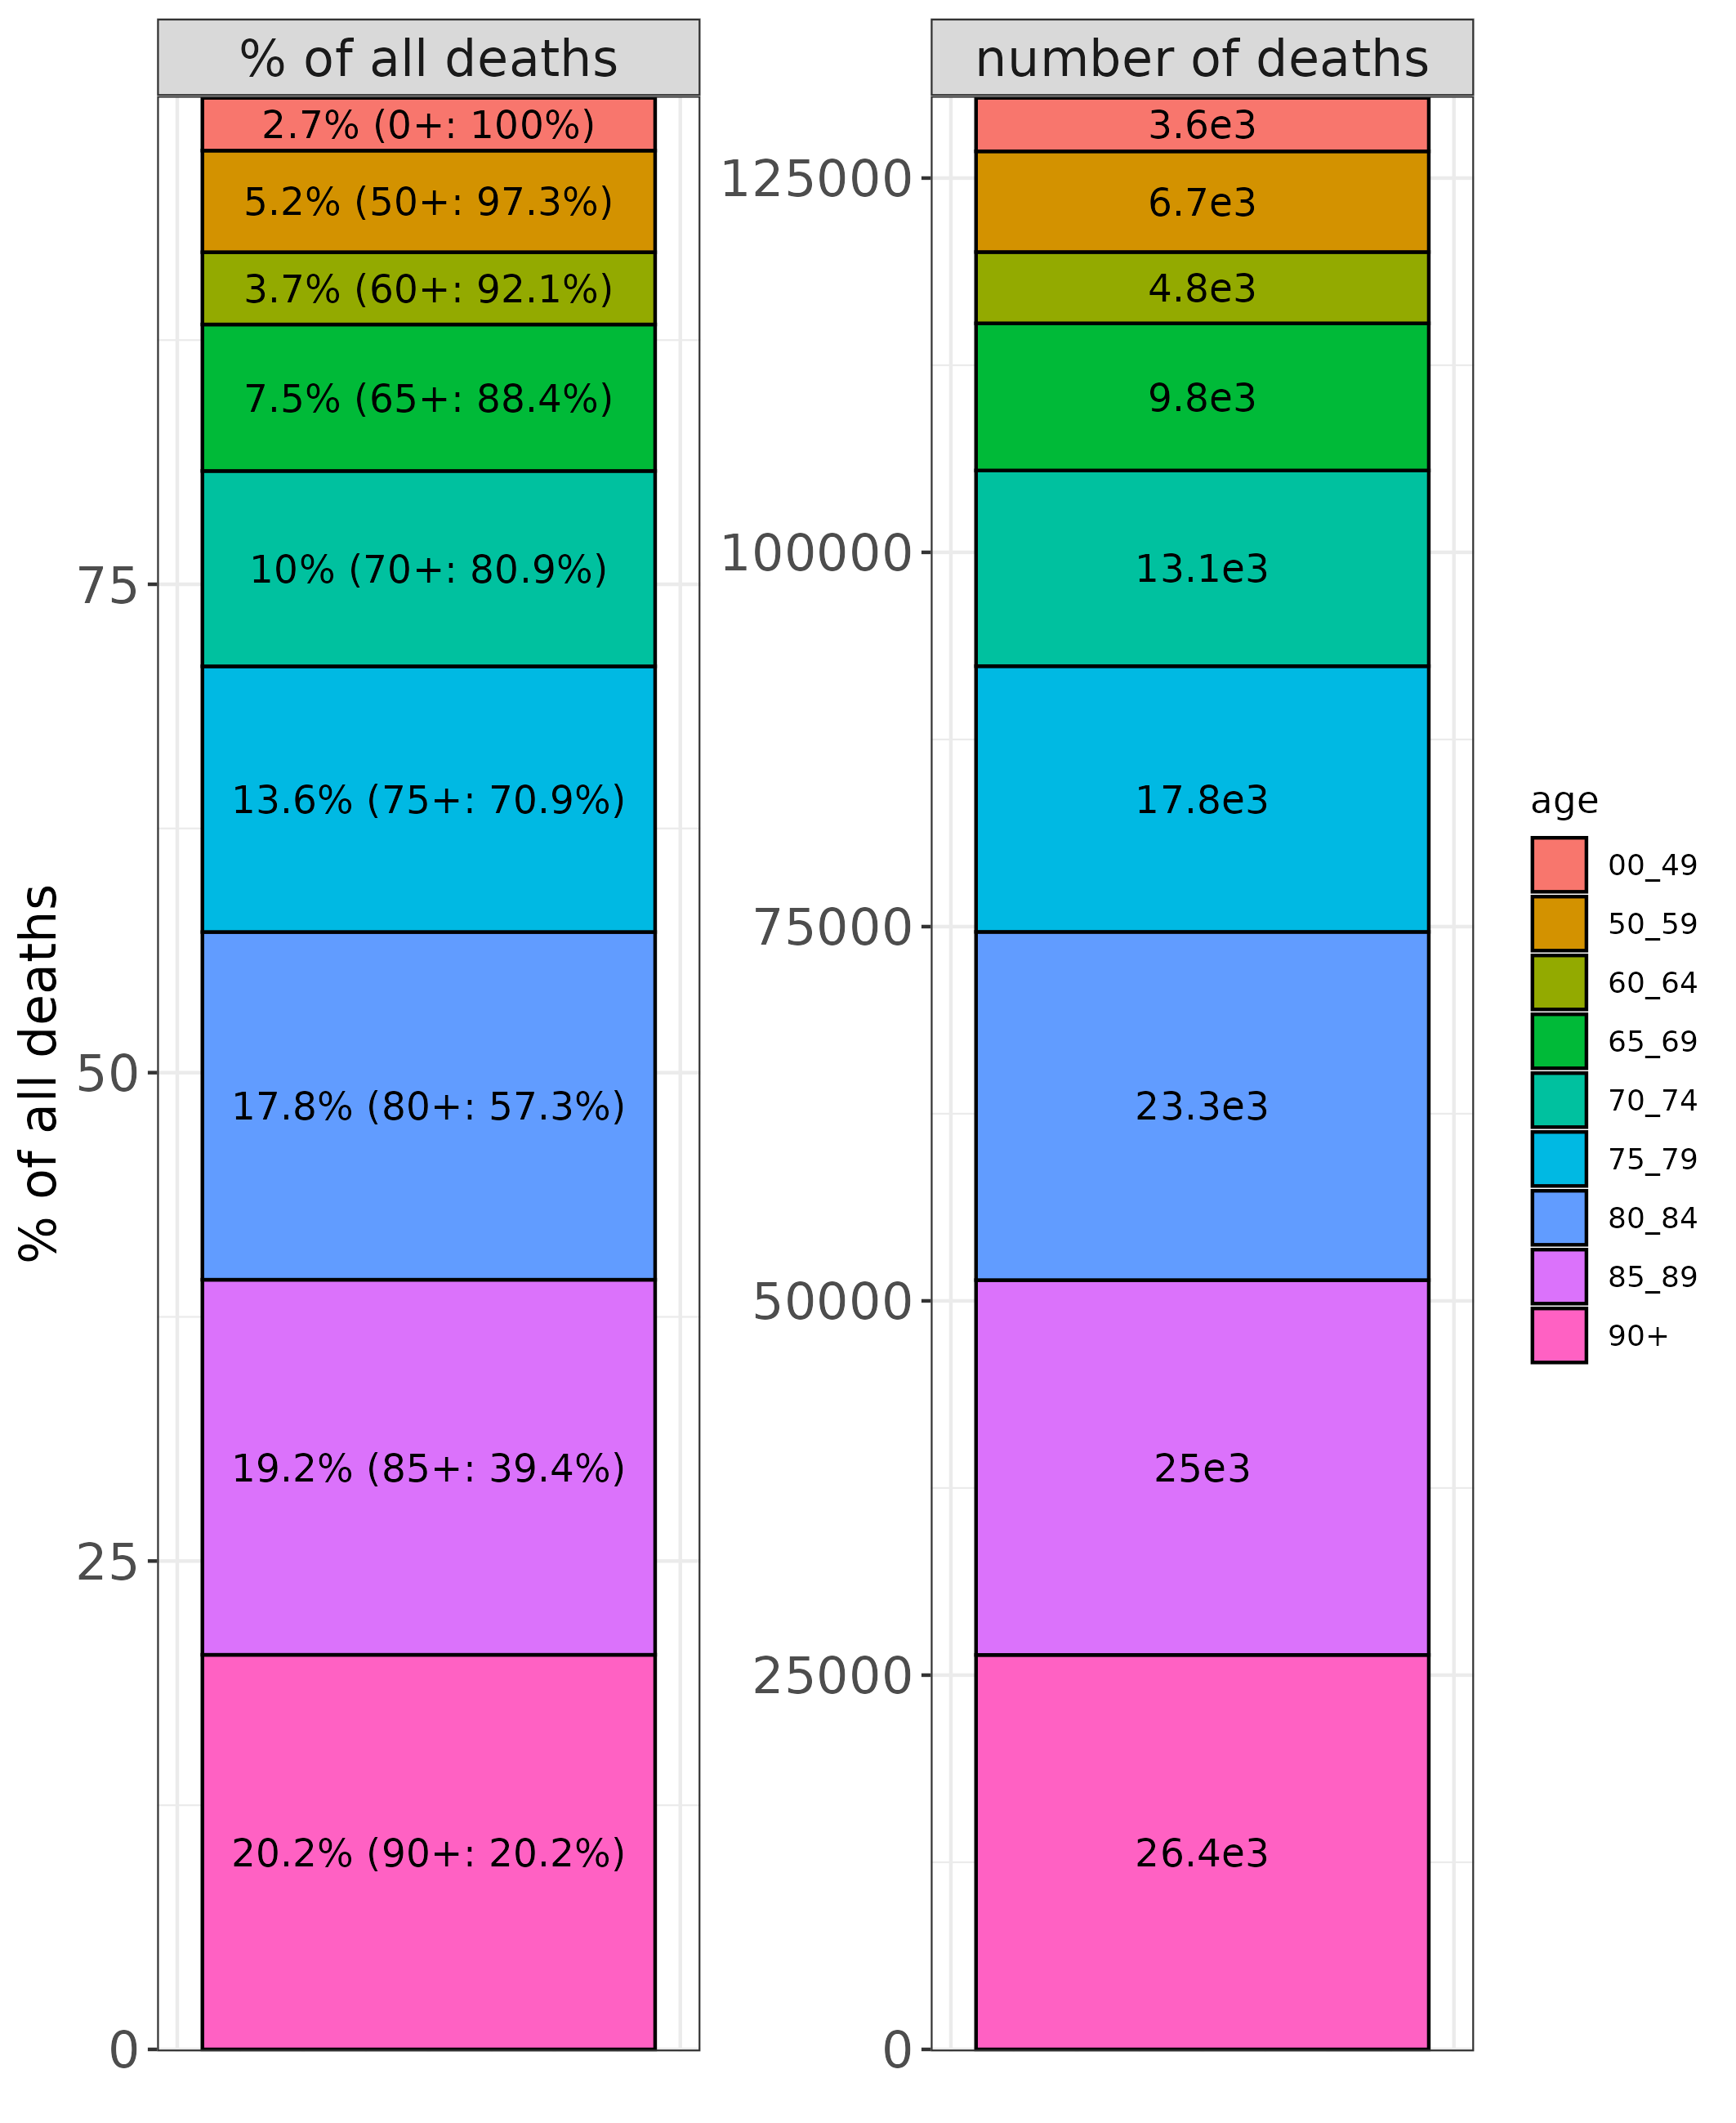 % of all deaths
% of all deaths
75
50
25
0
2.7% (0+: 100%)
5.2% (50+: 97.3%)
3.7% (60+: 92.1%)
7.5% (65+: 88.4%)
10% (70+: 80.9%)
13.6% (75+: 70.9%)
17.8% (80+: 57.3%)
19.2% (85+: 39.4%)
20.2% (90+: 20.2%)
number of deaths
125000
100000
75000
50000
25000
0
3.6e3
6.7e3
4.8e3
9.8e3
13.1e3
17.8e3
23.3e3
25e3
26.4e3
age
00_49
50_59
60_64
65_69
70_74
75_79
80_84
85_89
90+